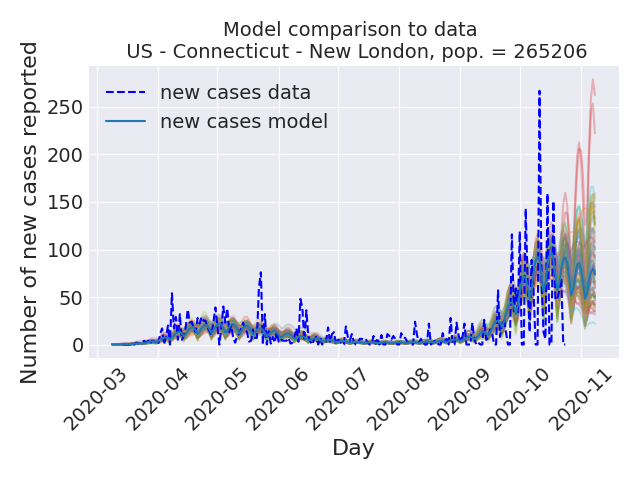 Model comparison to data
US - Connecticut - New London, pop. = 265206
Number of new cases reported
250
200
150
100
50
0
new cases data
new cases model
2020-03
2020-04
2020-05
2020-06
2020-07
2020-08
2020-09
2020-10
2020-11
Day